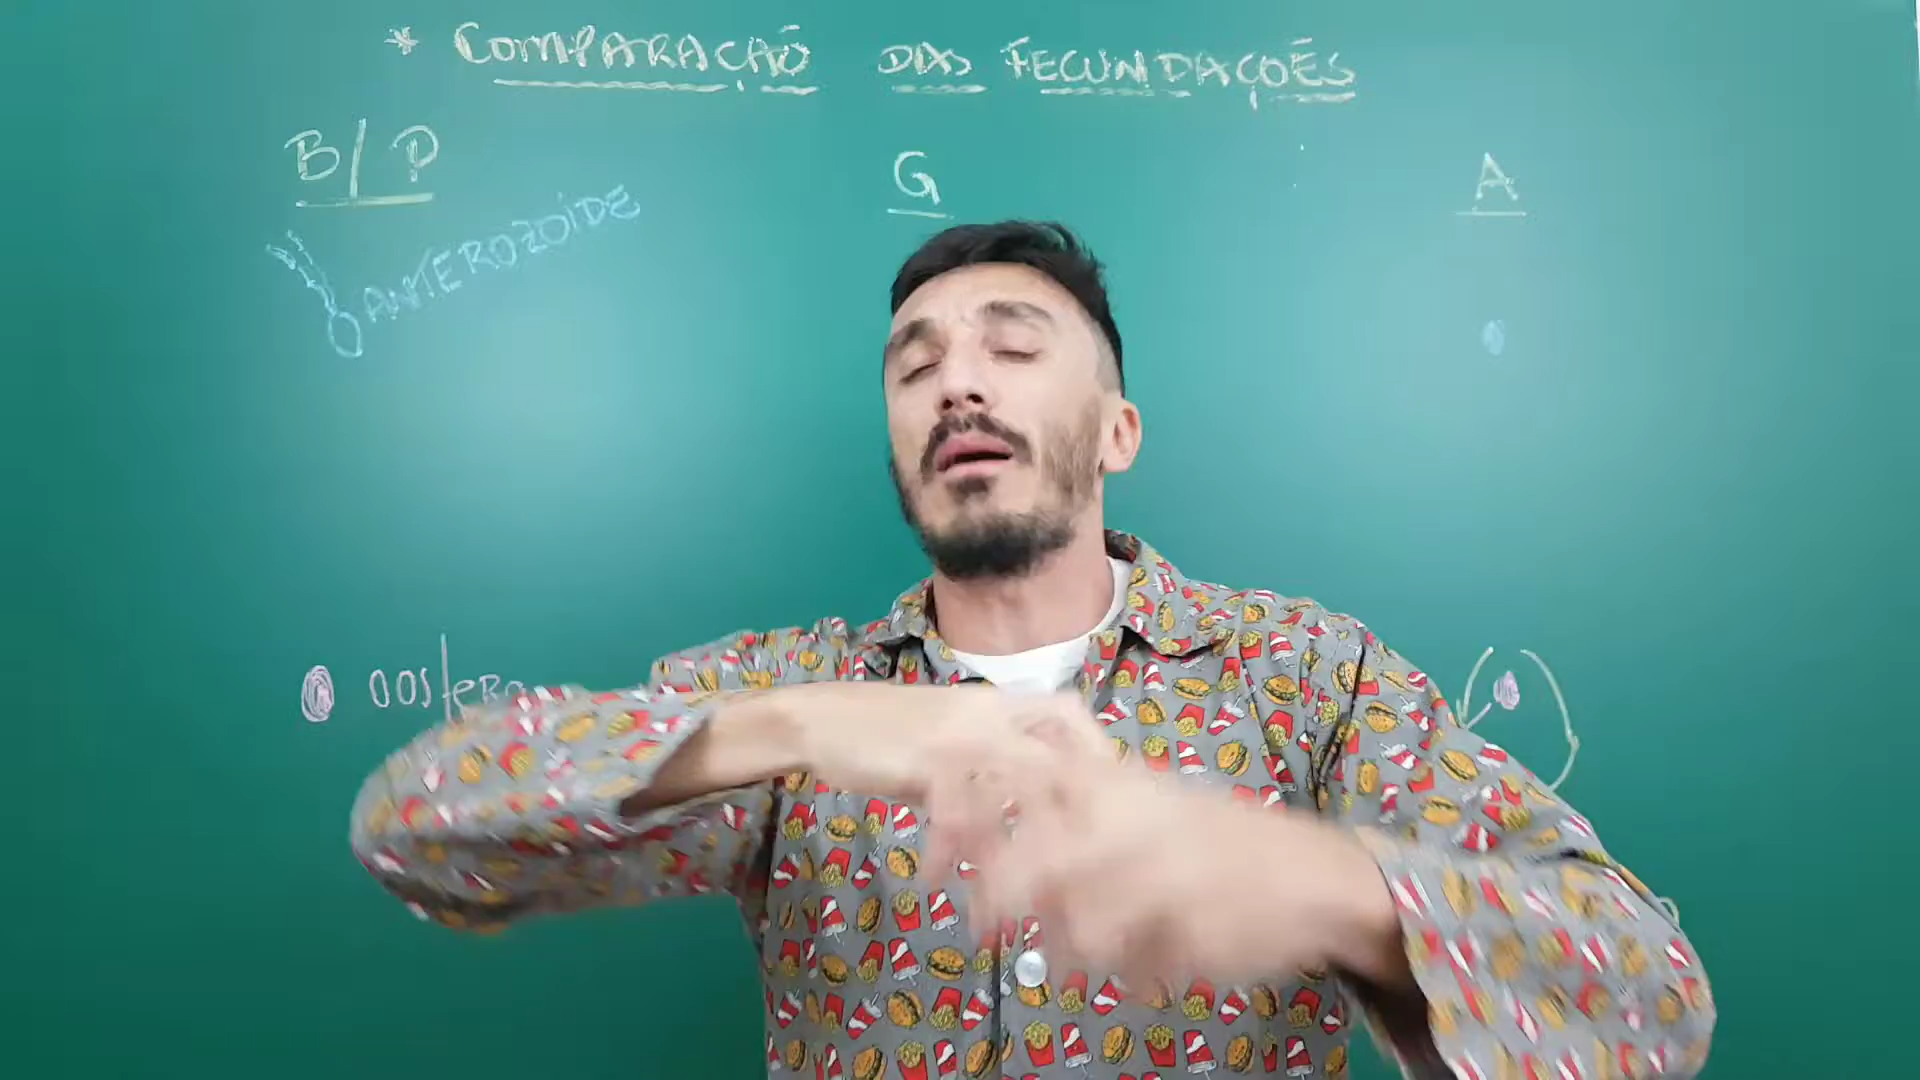 * COMPARAÇÃO DAS FECUNDAÇÕES
B/P
G
A
ANTEROZOIDE
OOSfERA